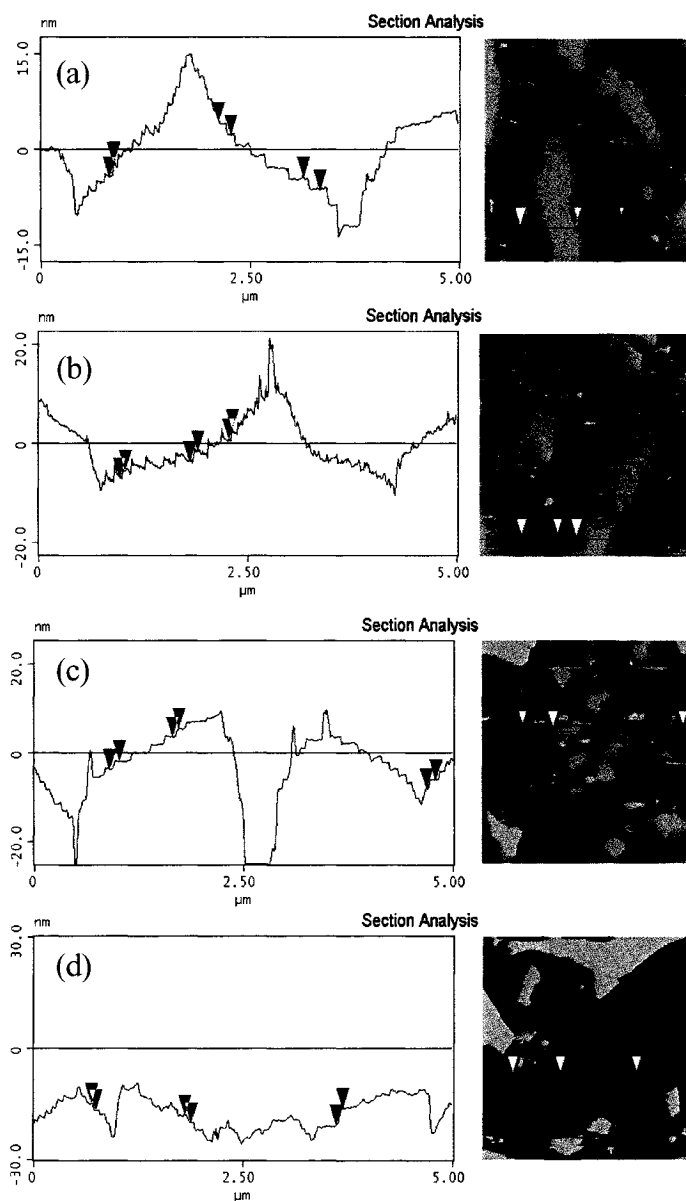 nm Section Analysis
15.0
(a)
0
-15.0
0 2.50 5.00
µm
nm Section Analysis
20.0
(b)
0
-20.0
0 2.50 5.00
µm
nm Section Analysis
20.0
(c)
0
-20.0
0 2.50 5.00
µm
nm Section Analysis
30.0
(d)
0
-30.0
0 2.50 5.00
µm